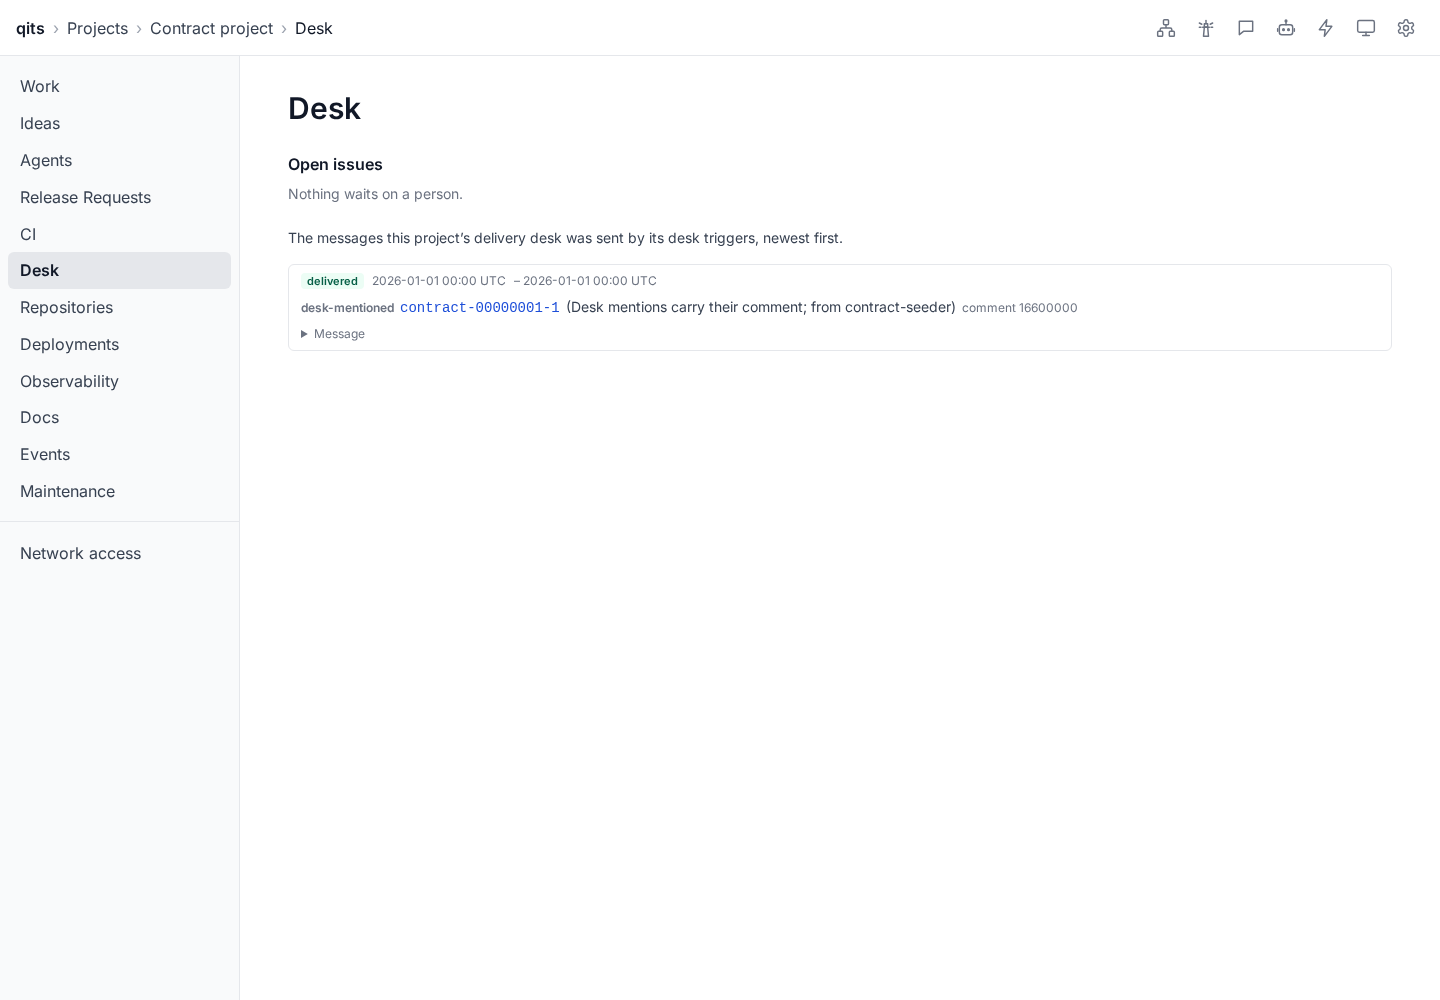 qits › Projects › Contract project › Desk
Work
Ideas
Agents
Release Requests
CI
Desk
Repositories
Deployments
Observability
Docs
Events
Maintenance
Network access
Desk
Open issues
Nothing waits on a person.
The messages this project’s delivery desk was sent by its desk triggers, newest first.
delivered 2026-01-01 00:00 UTC – 2026-01-01 00:00 UTC
desk-mentioned contract-00000001-1 (Desk mentions carry their comment; from contract-seeder) comment 16600000
Message